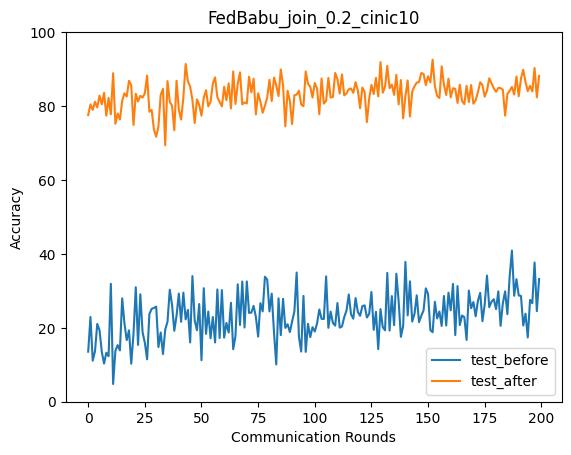 FedBabu_join_0.2_cinic10
Accuracy
100
80
60
40
20
0
test_before
test_after
0 25 50 75 100 125 150 175 200
Communication Rounds